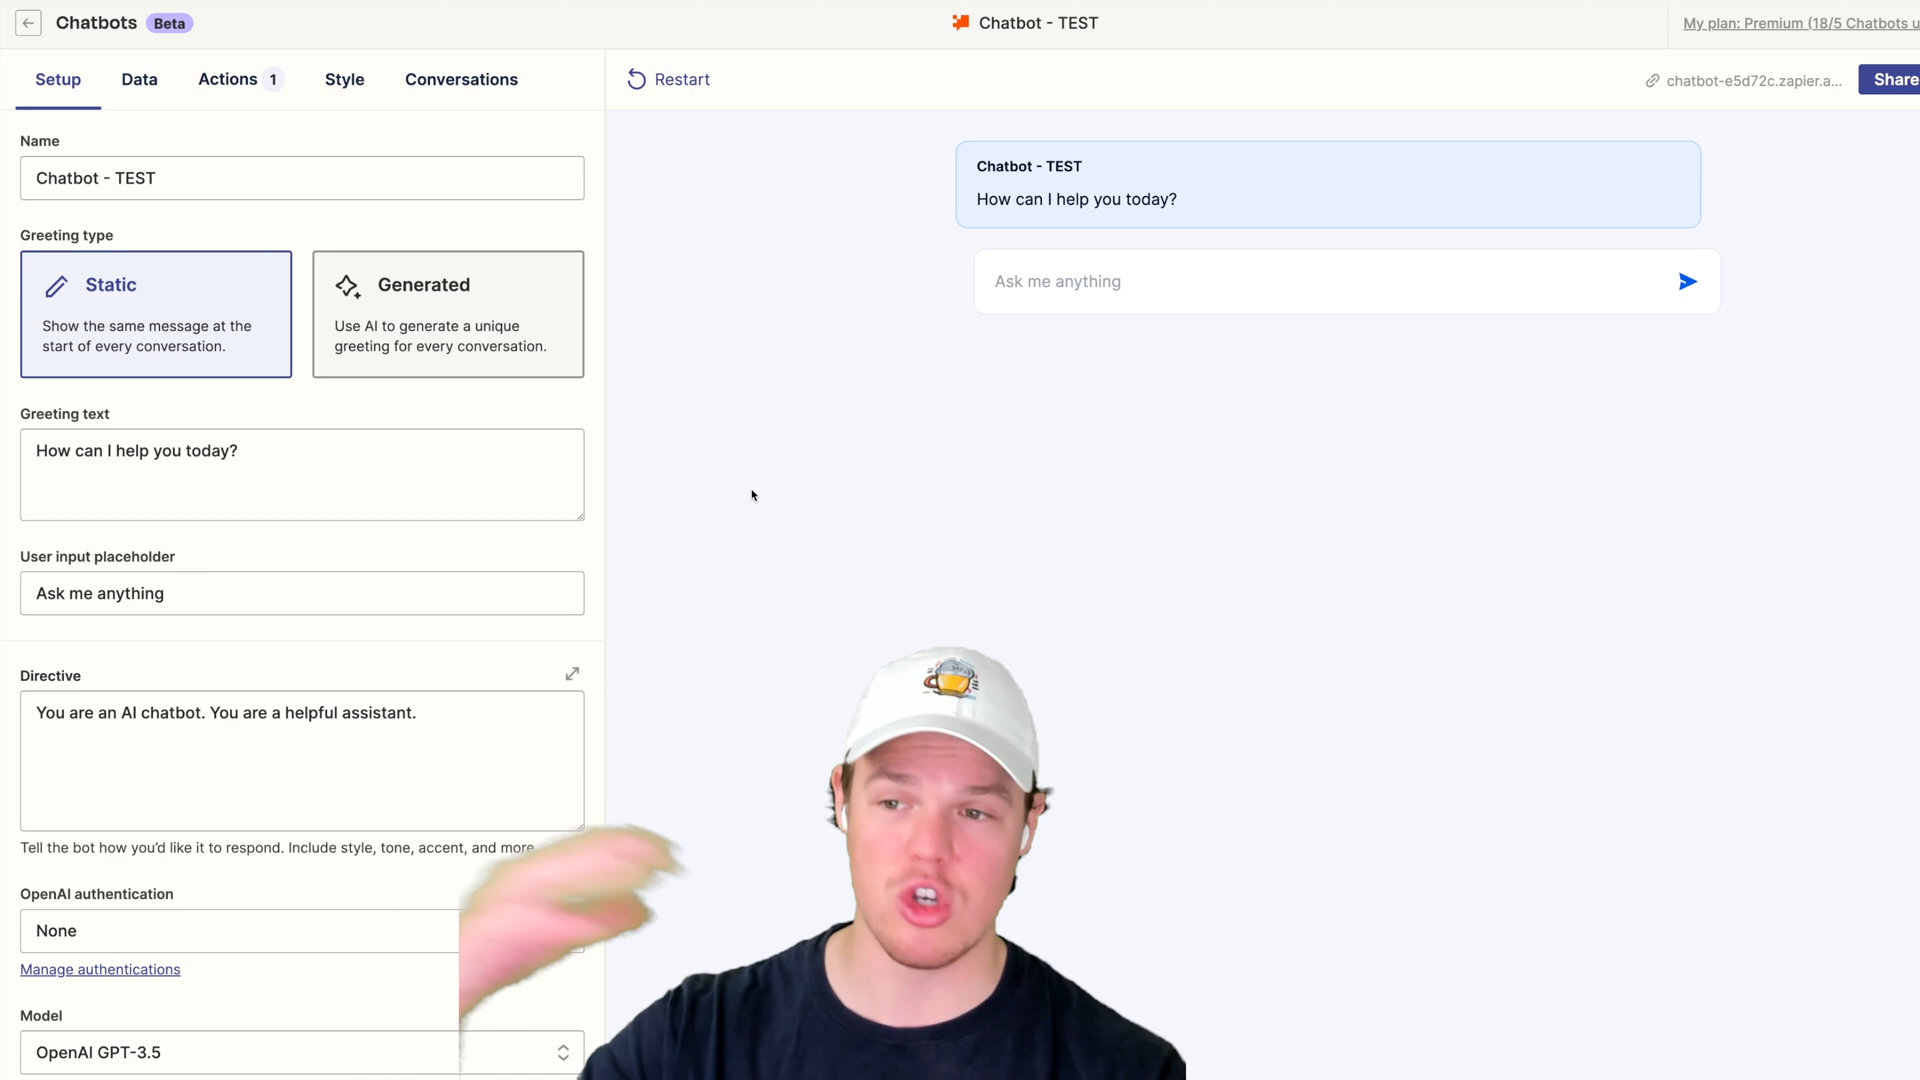 Chatbots Beta
Chatbot - TEST
My plan: Premium (18/5 Chatbots u
Setup Data Actions 1 Style Conversations
Restart
chatbot-e5d72c.zapier.a...
Share
Name
Chatbot - TEST
Greeting type
Static
Show the same message at the
start of every conversation.
Generated
Use AI to generate a unique
greeting for every conversation.
Greeting text
How can I help you today?
User input placeholder
Ask me anything
Directive
You are an AI chatbot. You are a helpful assistant.
Tell the bot how you'd like it to respond. Include style, tone, accent, and more
OpenAI authentication
None
Manage authentications
Model
OpenAI GPT-3.5
Chatbot - TEST
How can I help you today?
Ask me anything